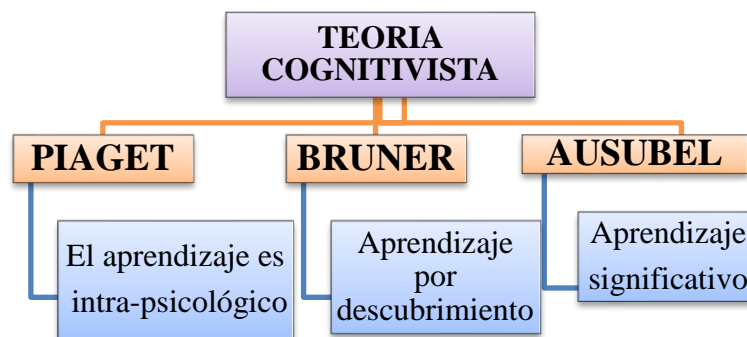 TEORIA
COGNITIVISTA
PIAGET
BRUNER
AUSUBEL
El aprendizaje es
intra-psicológico
Aprendizaje
por
descubrimiento
Aprendizaje
significativo